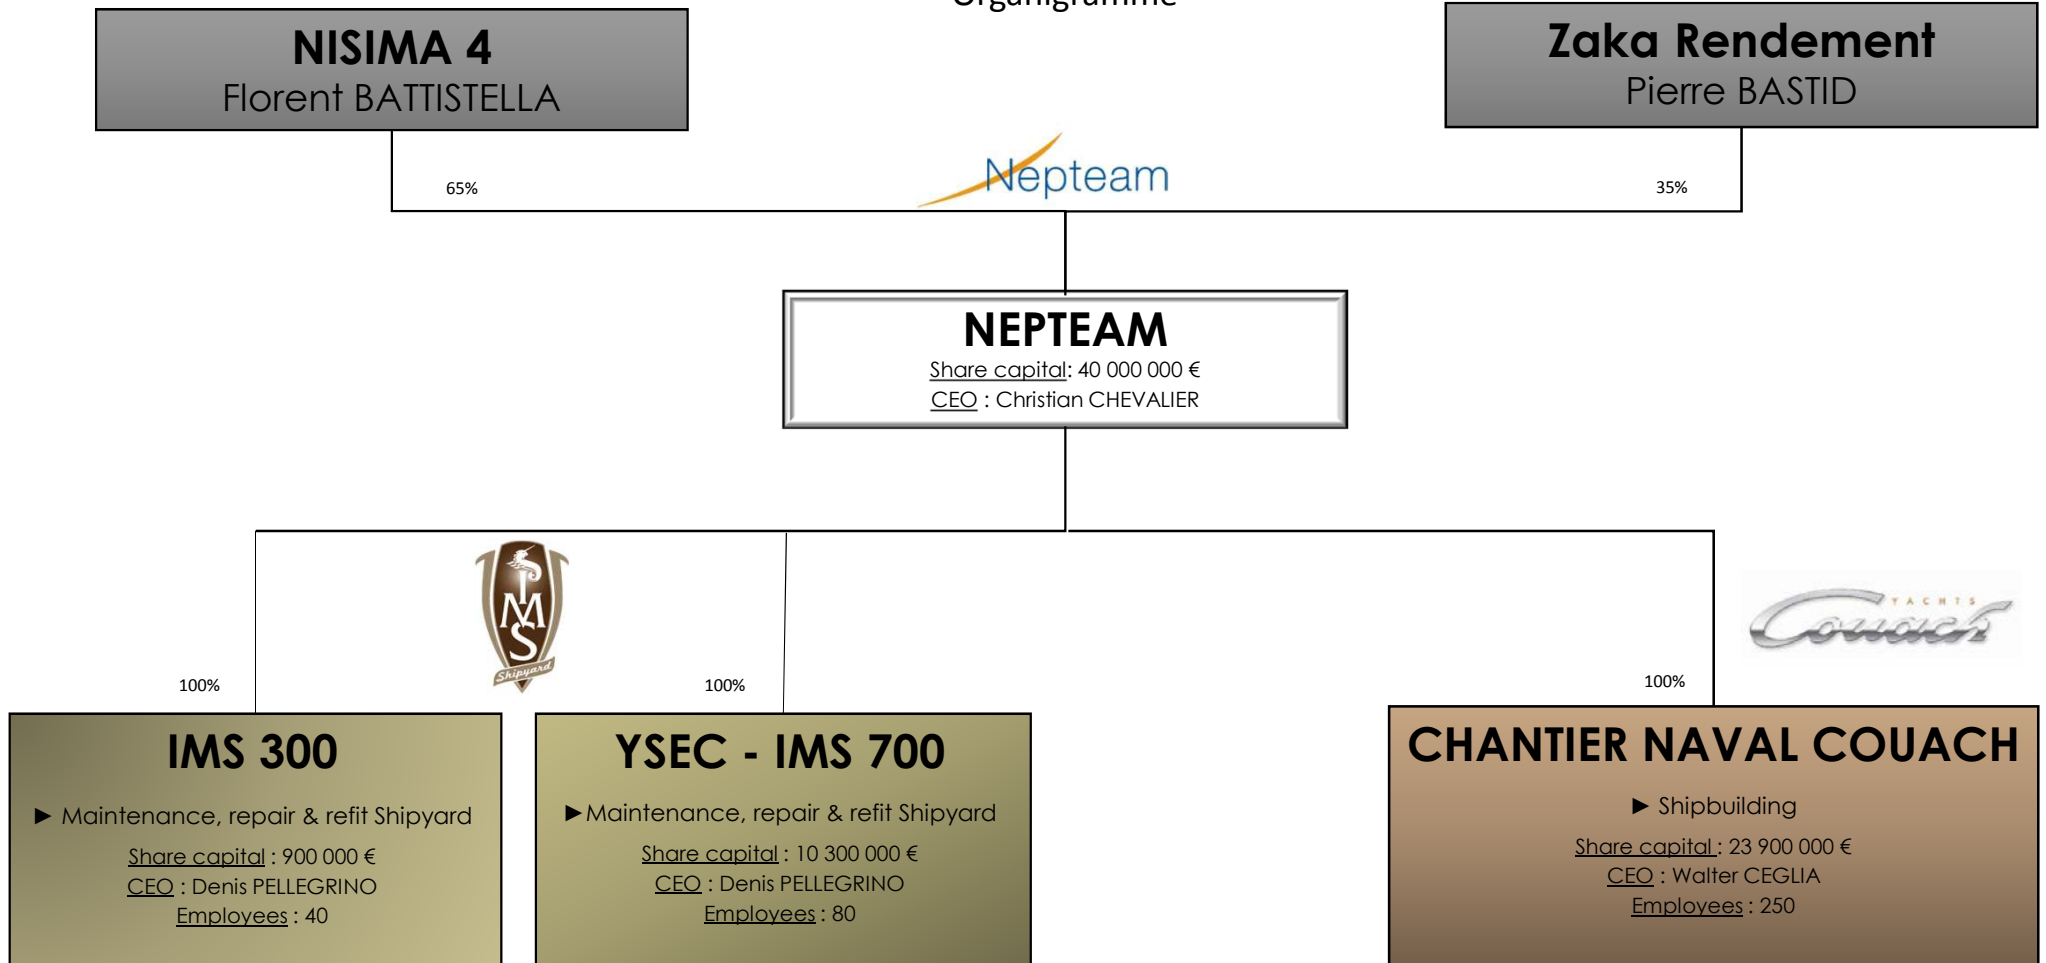 Organigramme
NISIMA 4
Florent BATTISTELLA
Zaka Rendement
Pierre BASTID
Nepteam
65%
35%
NEPTEAM
Share capital: 40 000 000 €
CEO : Christian CHEVALIER
IMS
Shipyard
YACHTS
Couach
100%
100%
100%
IMS 300
► Maintenance, repair & refit Shipyard
Share capital : 900 000 €
CEO : Denis PELLEGRINO
Employees : 40
YSEC - IMS 700
►Maintenance, repair & refit Shipyard
Share capital : 10 300 000 €
CEO : Denis PELLEGRINO
Employees : 80
CHANTIER NAVAL COUACH
► Shipbuilding
Share capital : 23 900 000 €
CEO : Walter CEGLIA
Employees : 250